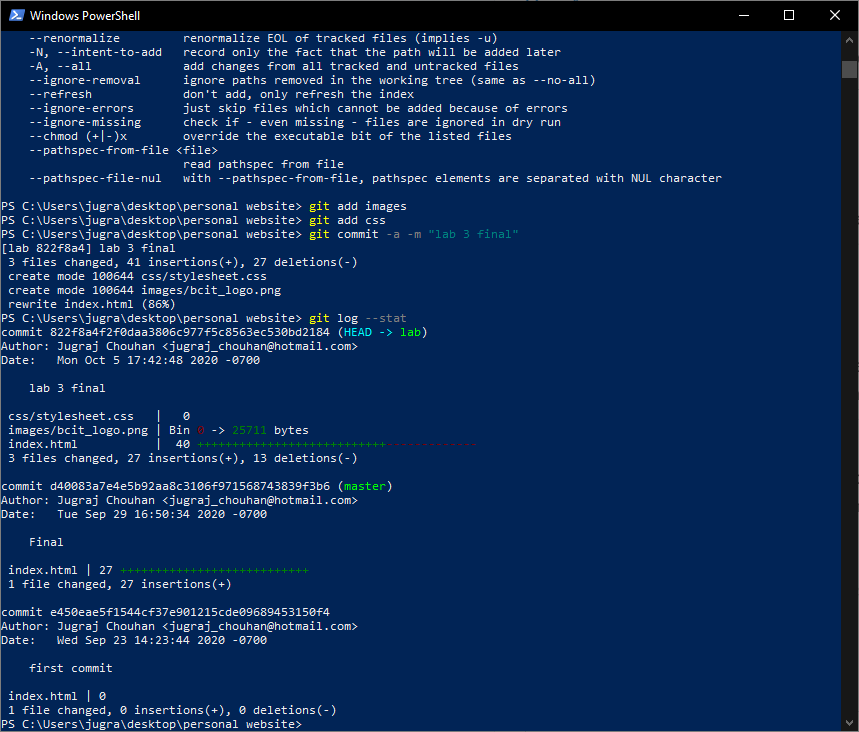 Windows PowerShell
    --renormalize         renormalize EOL of tracked files (implies -u)
    -N, --intent-to-add   record only the fact that the path will be added later
    -A, --all             add changes from all tracked and untracked files
    --ignore-removal      ignore paths removed in the working tree (same as --no-all)
    --refresh             don't add, only refresh the index
    --ignore-errors       just skip files which cannot be added because of errors
    --ignore-missing      check if - even missing - files are ignored in dry run
    --chmod (+|-)x        override the executable bit of the listed files
    --pathspec-from-file <file>
                          read pathspec from file
    --pathspec-file-nul   with --pathspec-from-file, pathspec elements are separated with NUL character
PS C:\Users\jugra\desktop\personal website> git add images
PS C:\Users\jugra\desktop\personal website> git add css
PS C:\Users\jugra\desktop\personal website> git commit -a -m "lab 3 final"
[lab 822f8a4] lab 3 final
 3 files changed, 41 insertions(+), 27 deletions(-)
 create mode 100644 css/stylesheet.css
 create mode 100644 images/bcit_logo.png
 rewrite index.html (86%)
PS C:\Users\jugra\desktop\personal website> git log --stat
commit 822f8a4f2f0daa3806c977f5c8563ec530bd2184 (HEAD -> lab)
Author: Jugraj Chouhan <jugraj_chouhan@hotmail.com>
Date:   Mon Oct 5 17:42:48 2020 -0700
    lab 3 final
 css/stylesheet.css   |   0
 images/bcit_logo.png | Bin 0 -> 25711 bytes
 index.html           |  40 +++++++++++++++++++++++++++-------------
 3 files changed, 27 insertions(+), 13 deletions(-)
commit d40083a7e4e5b92aa8c3106f971568743839f3b6 (master)
Author: Jugraj Chouhan <jugraj_chouhan@hotmail.com>
Date:   Tue Sep 29 16:50:34 2020 -0700
    Final
 index.html | 27 +++++++++++++++++++++++++++
 1 file changed, 27 insertions(+)
commit e450eae5f1544cf37e901215cde09689453150f4
Author: Jugraj Chouhan <jugraj_chouhan@hotmail.com>
Date:   Wed Sep 23 14:23:44 2020 -0700
    first commit
 index.html | 0
 1 file changed, 0 insertions(+), 0 deletions(-)
PS C:\Users\jugra\desktop\personal website>